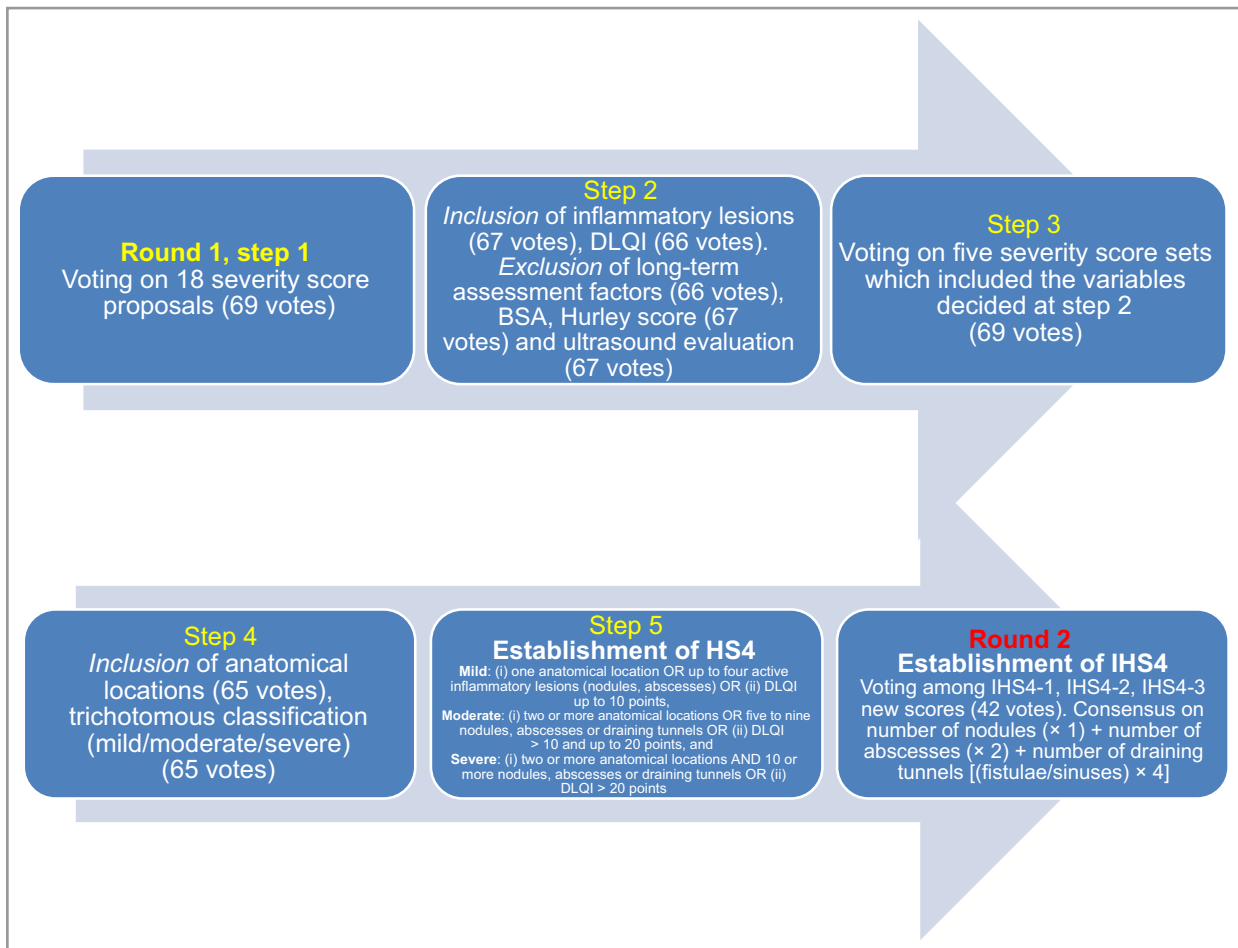 Round 1, step 1
Voting on 18 severity score
proposals (69 votes)
Step 2
Inclusion of inflammatory lesions
(67 votes), DLQI (66 votes).
Exclusion of long-term
assessment factors (66 votes),
BSA, Hurley score (67
votes) and ultrasound evaluation
(67 votes)
Step 3
Voting on five severity score sets
which included the variables
decided at step 2
(69 votes)
Step 4
Inclusion of anatomical
locations (65 votes),
trichotomous classification
(mild/moderate/severe)
(65 votes)
Step 5
Establishment of HS4
Mild: (i) one anatomical location OR up to four active
inflammatory lesions (nodules, abscesses) OR (ii) DLQI
up to 10 points,
Moderate: (i) two or more anatomical locations OR five to nine
nodules, abscesses or draining tunnels OR (ii) DLQI
> 10 and up to 20 points, and
Severe: (i) two or more anatomical locations AND 10 or
more nodules, abscesses or draining tunnels OR (ii)
DLQI > 20 points
Round 2
Establishment of IHS4
Voting among IHS4-1, IHS4-2, IHS4-3
new scores (42 votes). Consensus on
number of nodules (× 1) + number of
abscesses (× 2) + number of draining
tunnels [(fistulae/sinuses) × 4]